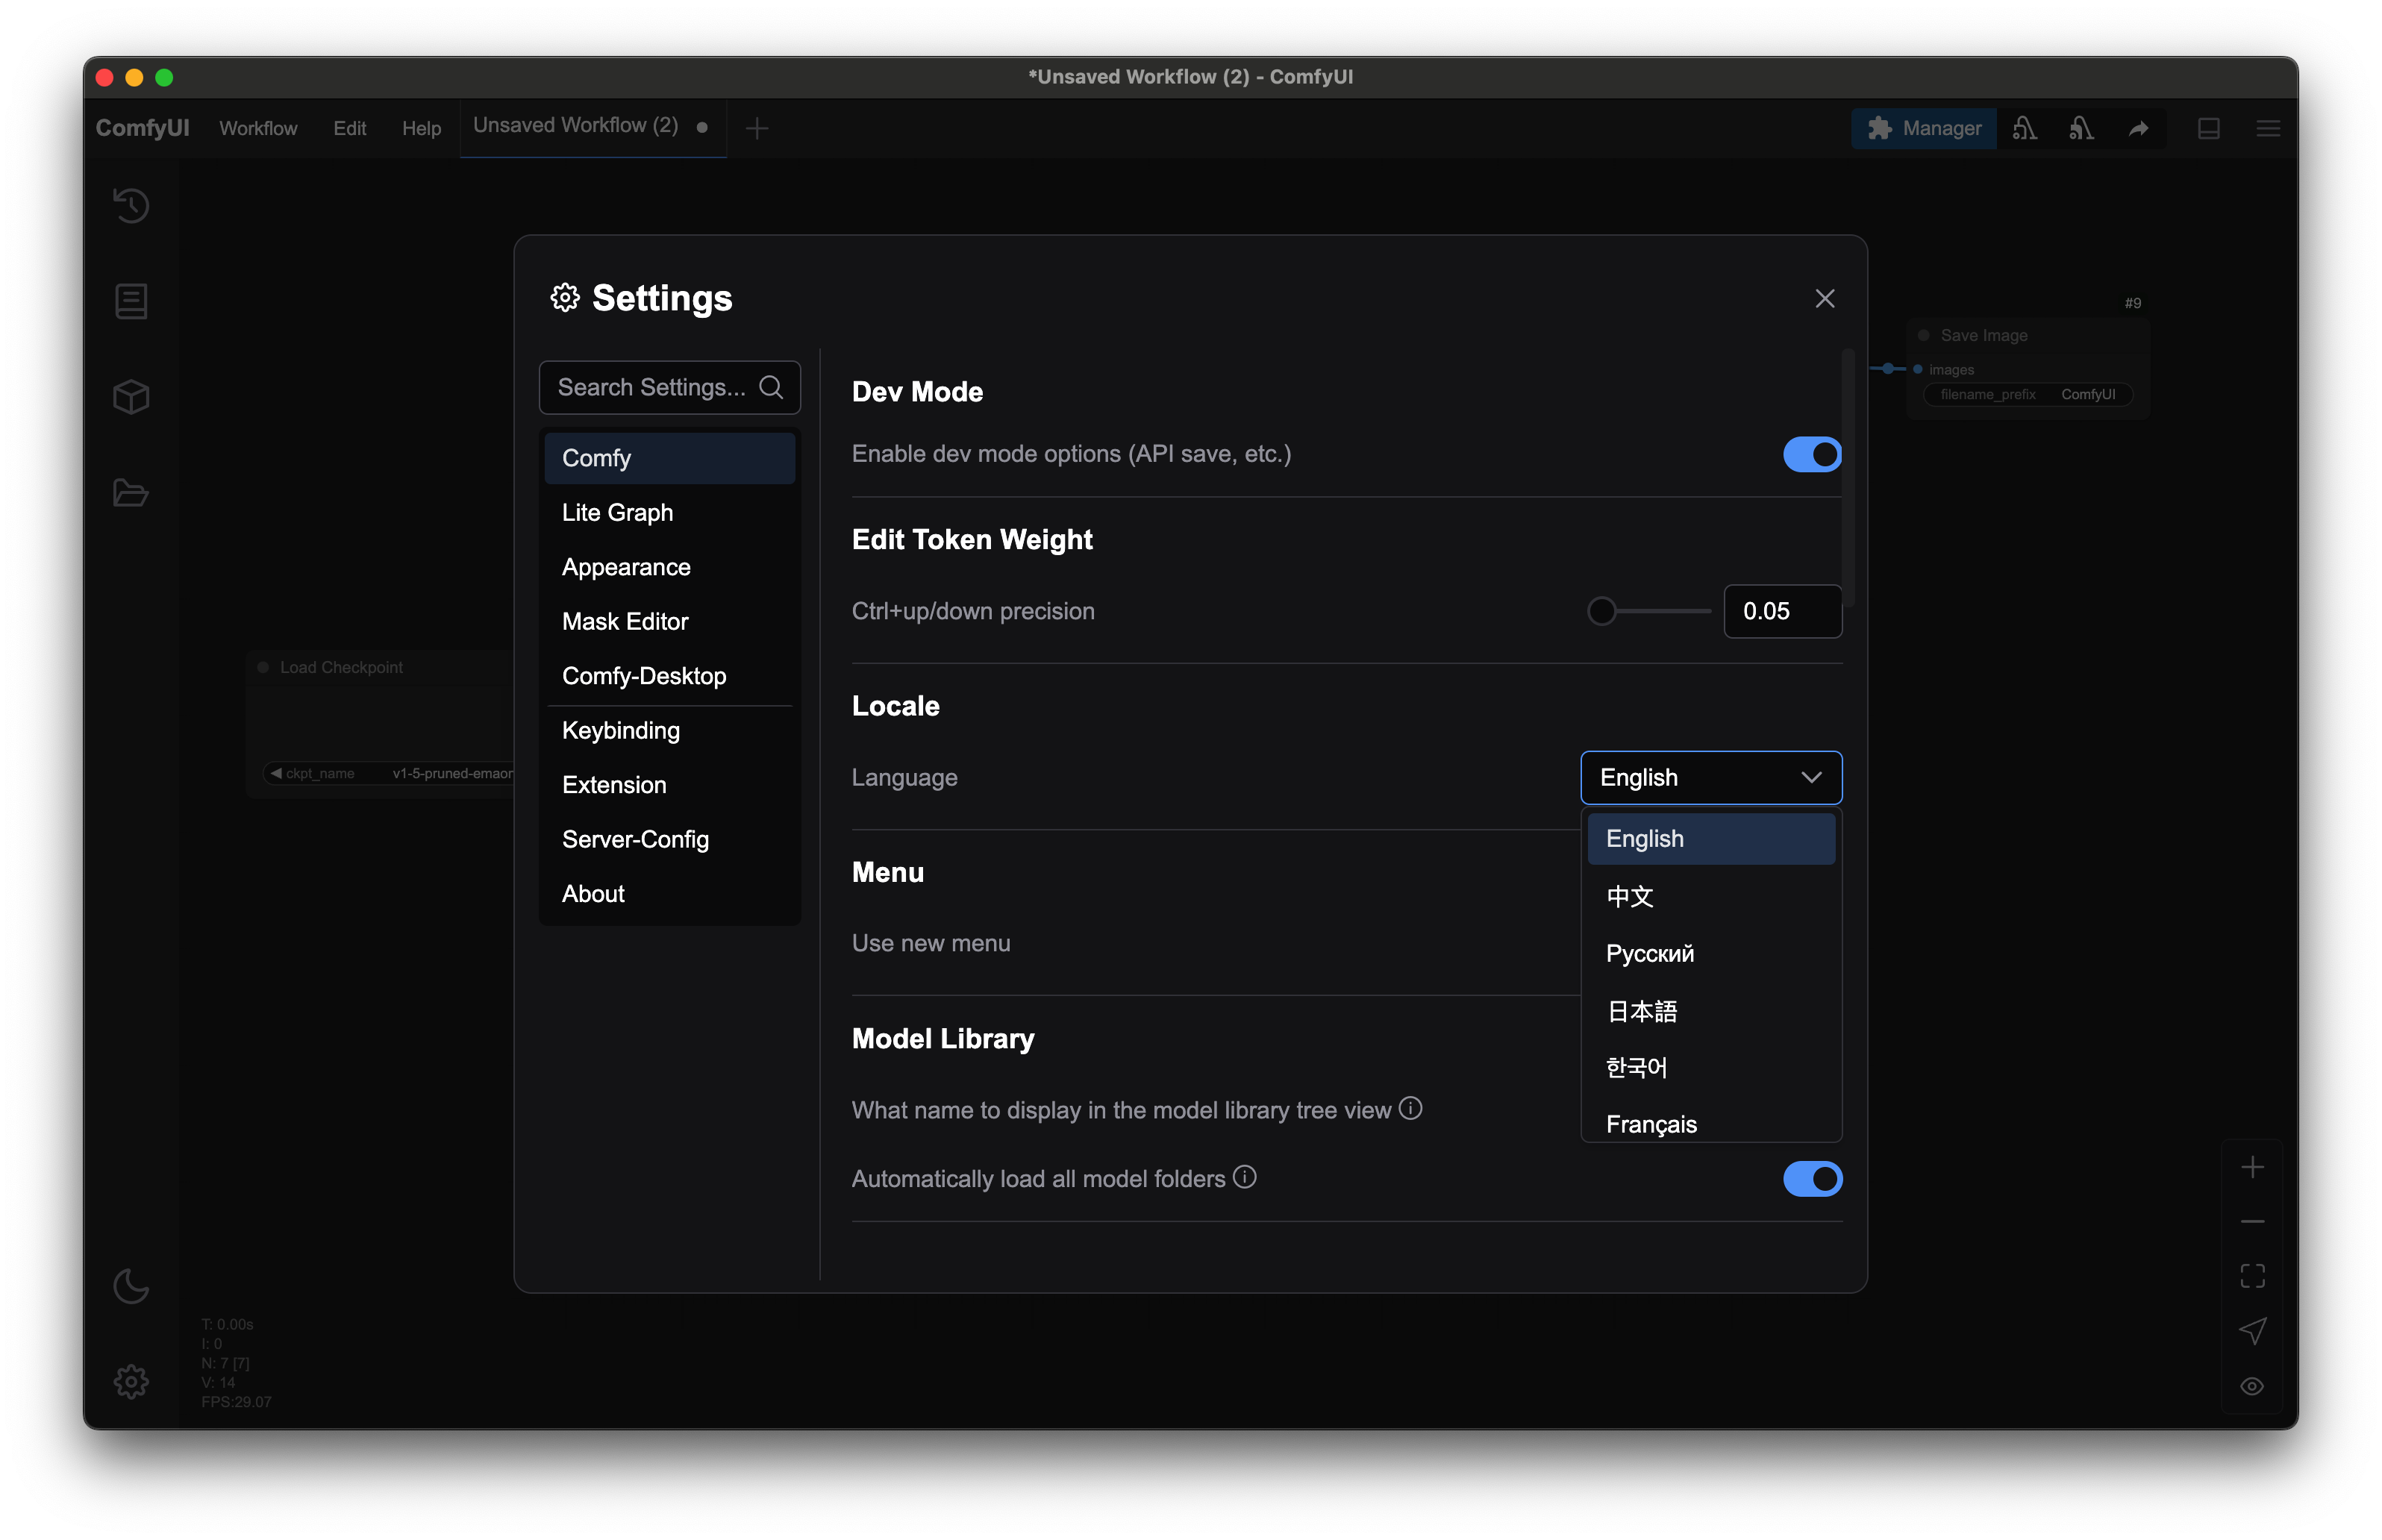 *Unsaved Workflow (2) - ComfyUI
ComfyUI Workflow Edit Help Unsaved Workflow (2) Manager
Settings
Search Settings...
Comfy
Lite Graph
Appearance
Mask Editor
Comfy-Desktop
Keybinding
Extension
Server-Config
About
Dev Mode
Enable dev mode options (API save, etc.)
Edit Token Weight
Ctrl+up/down precision 0.05
Locale
Language English
English
中文
Русский
日本語
한국어
Français
Menu
Use new menu
Model Library
What name to display in the model library tree view
Automatically load all model folders
#9
Save Image
images
filename_prefix ComfyUI
Load Checkpoint
ckpt_name v1-5-pruned-emaon
T: 0.00s
I: 0
N: 7 [7]
V: 14
FPS:29.07